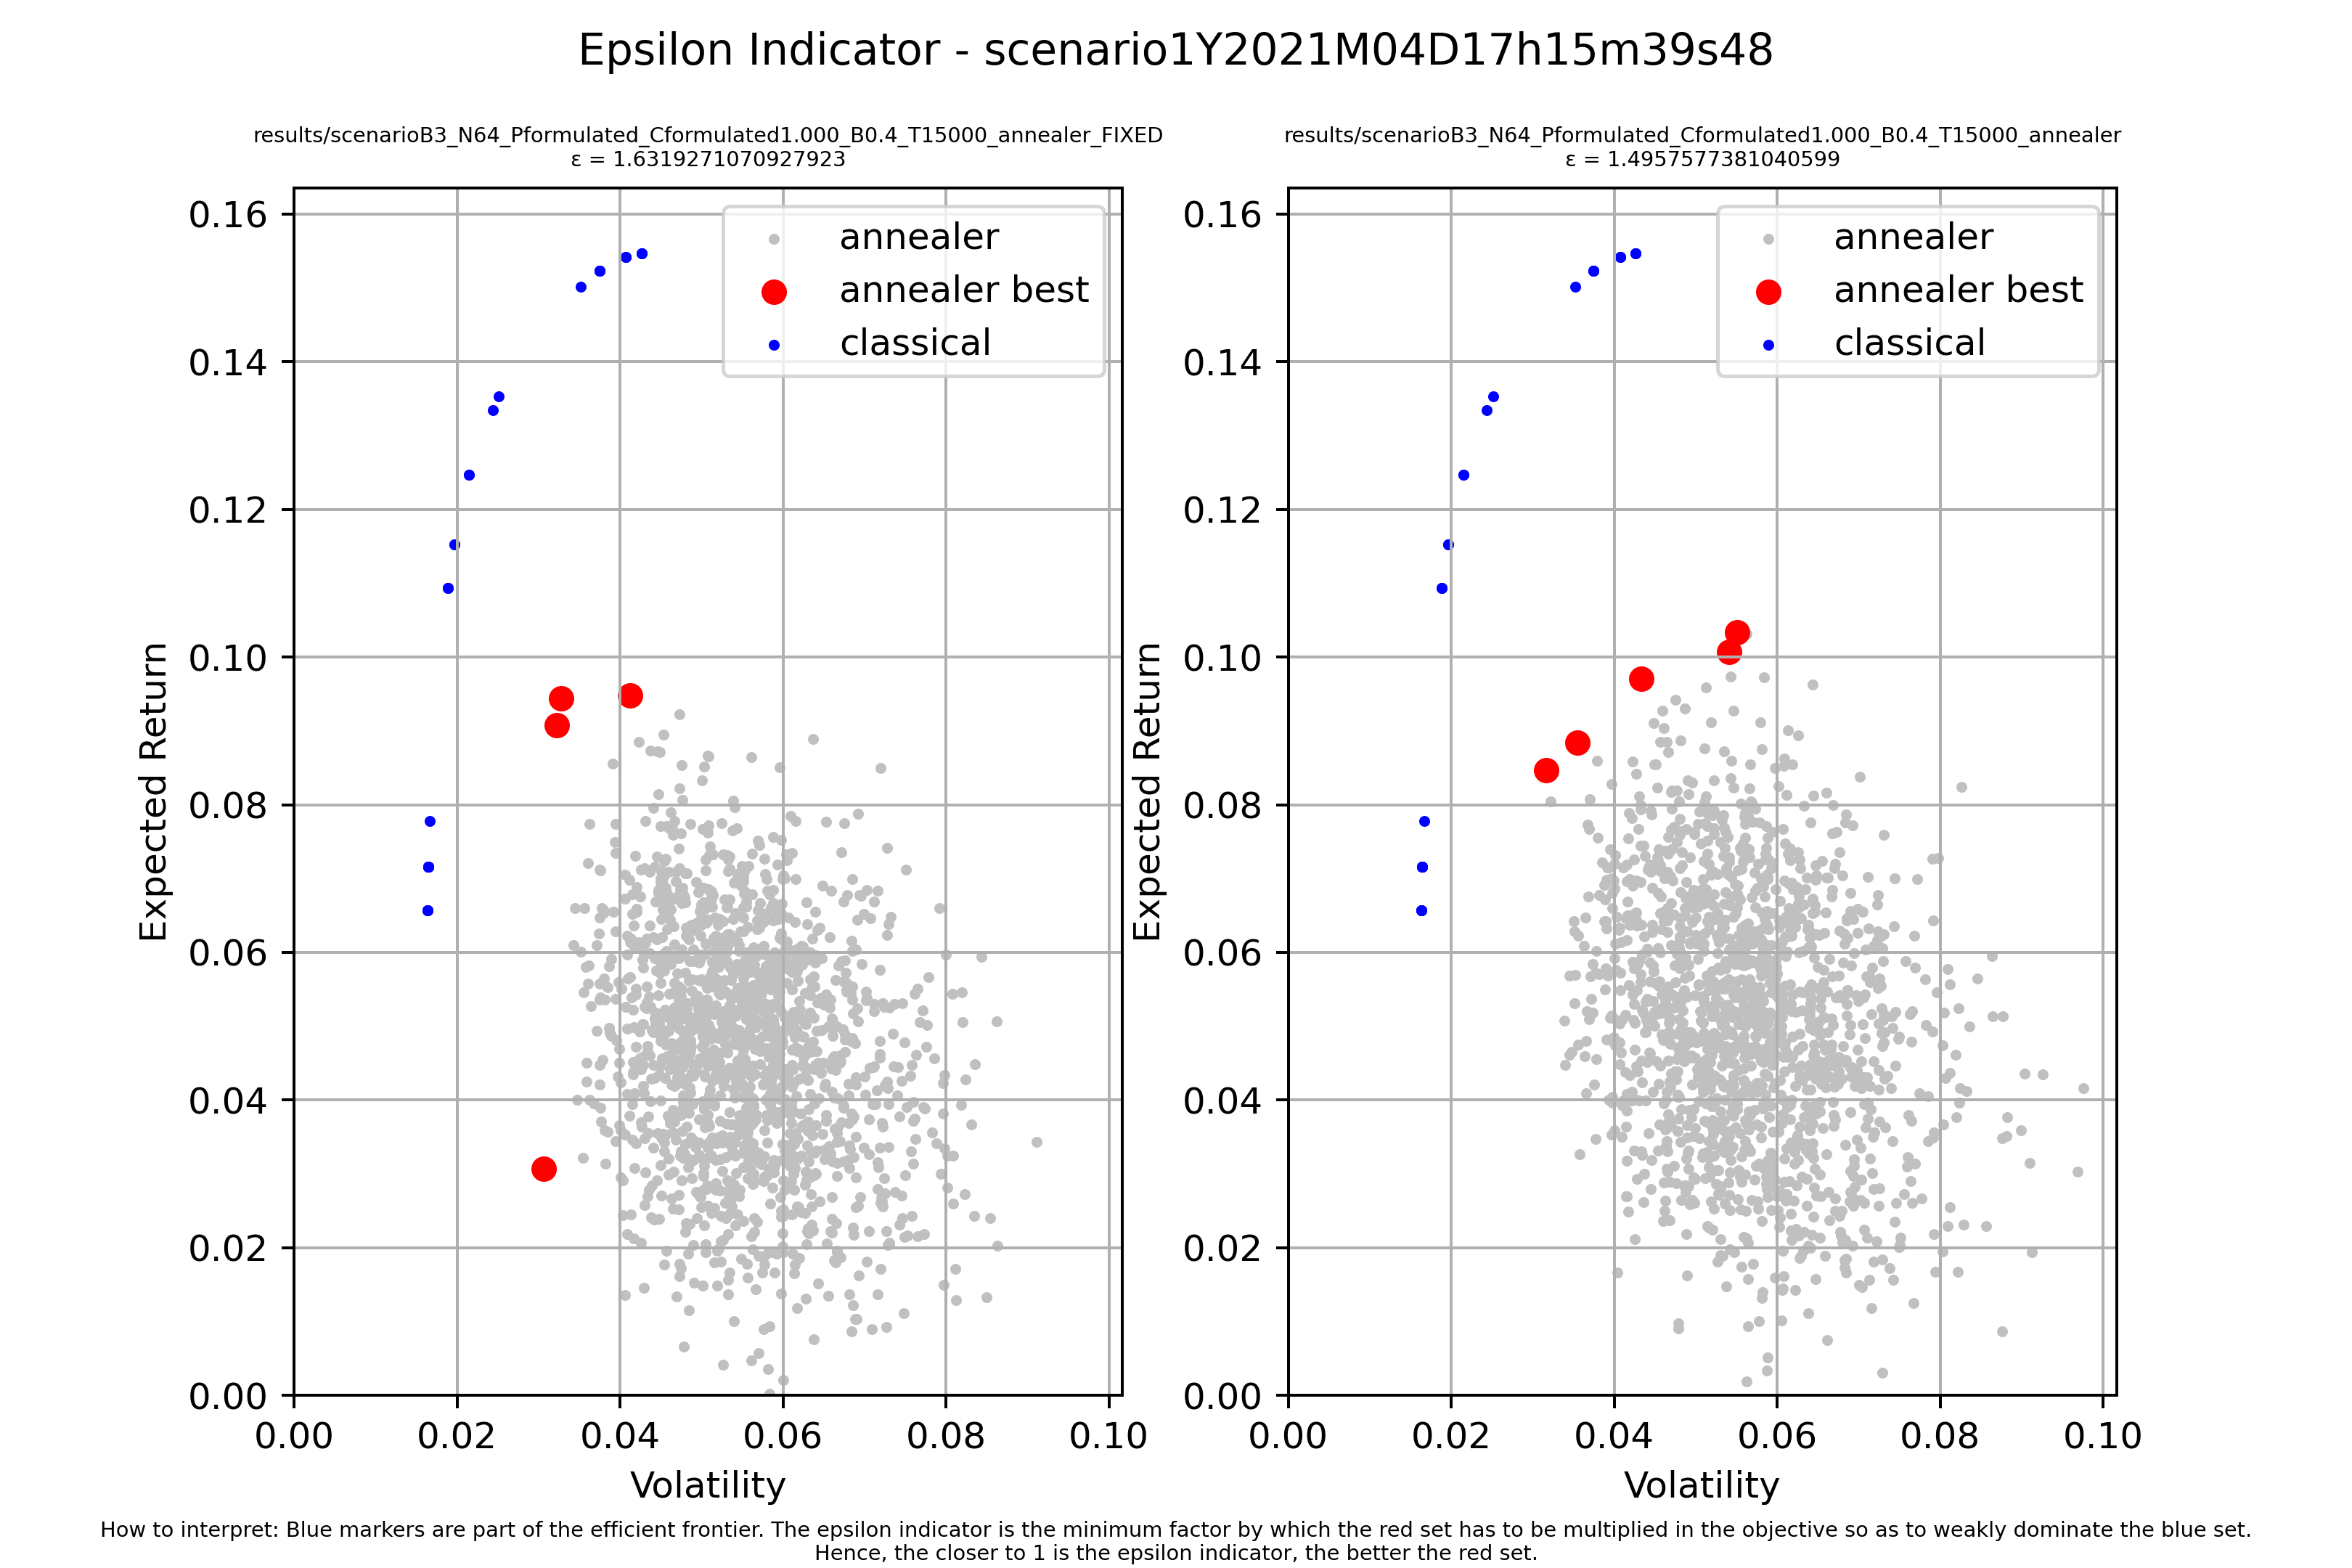 Epsilon Indicator - scenario1Y2021M04D17h15m39s48
results/scenarioB3_N64_Pformulated_Cformulated1.000_B0.4_T15000_annealer_FIXED
ε = 1.6319271070927923
0.16
0.14
0.12
0.10
0.08
0.06
0.04
0.02
0.00
Expected Return
annealer
annealer best
classical
0.00 0.02 0.04 0.06 0.08 0.10
Volatility
results/scenarioB3_N64_Pformulated_Cformulated1.000_B0.4_T15000_annealer
ε = 1.4957577381040599
0.16
0.14
0.12
0.10
0.08
0.06
0.04
0.02
0.00
Expected Return
annealer
annealer best
classical
0.00 0.02 0.04 0.06 0.08 0.10
Volatility
How to interpret: Blue markers are part of the efficient frontier. The epsilon indicator is the minimum factor by which the red set has to be multiplied in the objective so as to weakly dominate the blue set.
Hence, the closer to 1 is the epsilon indicator, the better the red set.